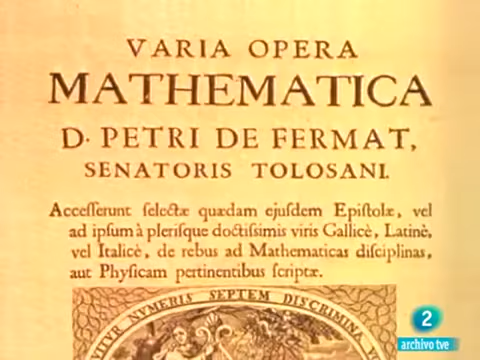 VARIA OPERA
MATHEMATICA
D. PETRI DE FERMAT,
SENATORIS TOLOSANI.
Accesserunt selectæ quædam ejusdem Epistolæ, vel
ad ipsum à plerisque doctissimis viris Gallicè, Latinè,
vel Italicè, de rebus ad Mathematicas disciplinas,
aut Physicam pertinentibus scriptæ.
NUMERIS SEPTEM DISCRIMINA
2
archivo tve